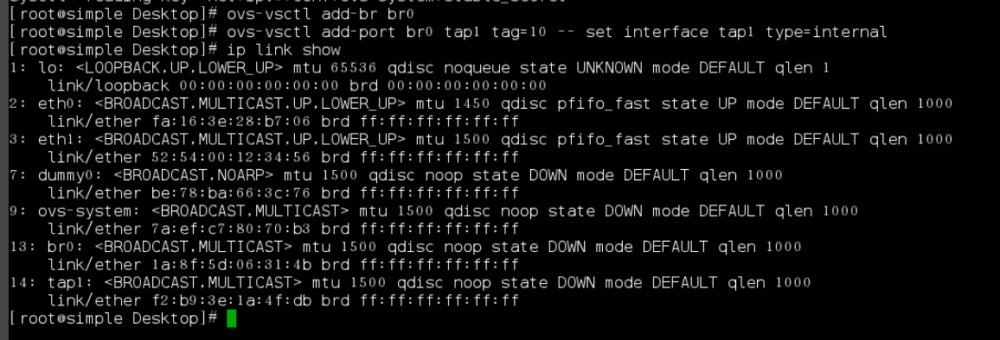 [root@simple Desktop]# ovs-vsctl add-br br0
[root@simple Desktop]# ovs-vsctl add-port br0 tap1 tag=10 -- set interface tap1 type=internal
[root@simple Desktop]# ip link show
1: lo: <LOOPBACK,UP,LOWER_UP> mtu 65536 qdisc noqueue state UNKNOWN mode DEFAULT qlen 1
    link/loopback 00:00:00:00:00:00 brd 00:00:00:00:00:00
2: eth0: <BROADCAST,MULTICAST,UP,LOWER_UP> mtu 1450 qdisc pfifo_fast state UP mode DEFAULT qlen 1000
    link/ether fa:16:3e:28:b7:06 brd ff:ff:ff:ff:ff:ff
3: eth1: <BROADCAST,MULTICAST,UP,LOWER_UP> mtu 1500 qdisc pfifo_fast state UP mode DEFAULT qlen 1000
    link/ether 52:54:00:12:34:56 brd ff:ff:ff:ff:ff:ff
7: dummy0: <BROADCAST,NOARP> mtu 1500 qdisc noop state DOWN mode DEFAULT qlen 1000
    link/ether be:78:ba:66:3c:76 brd ff:ff:ff:ff:ff:ff
9: ovs-system: <BROADCAST,MULTICAST> mtu 1500 qdisc noop state DOWN mode DEFAULT qlen 1000
    link/ether 7a:ef:c7:80:70:b3 brd ff:ff:ff:ff:ff:ff
13: br0: <BROADCAST,MULTICAST> mtu 1500 qdisc noop state DOWN mode DEFAULT qlen 1000
    link/ether 1a:8f:5d:06:31:4b brd ff:ff:ff:ff:ff:ff
14: tap1: <BROADCAST,MULTICAST> mtu 1500 qdisc noop state DOWN mode DEFAULT qlen 1000
    link/ether f2:b9:3e:1a:4f:db brd ff:ff:ff:ff:ff:ff
[root@simple Desktop]#